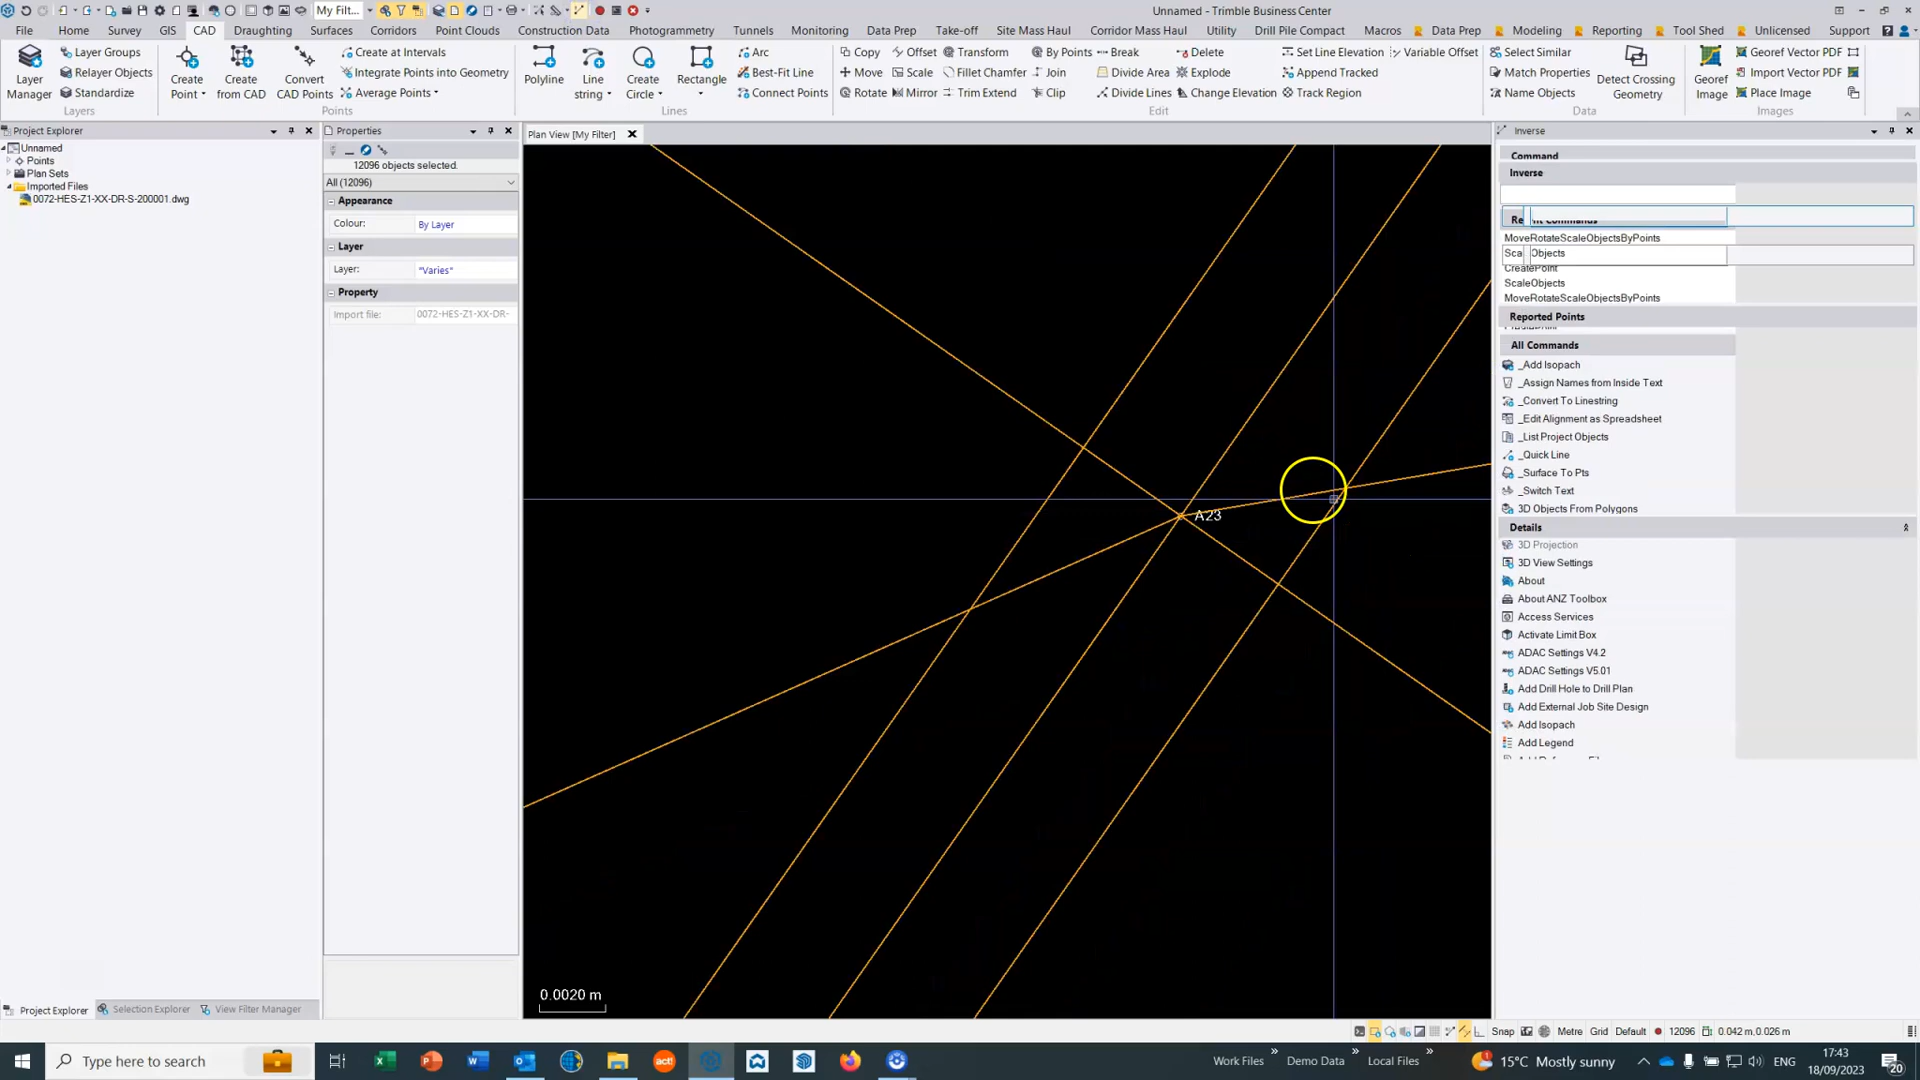 My Filt...
Unnamed - Trimble Business Center
File Home Survey GIS CAD Draughting Surfaces Corridors Point Clouds Construction Data Photogrammetry Tunnels Monitoring Data Prep Take-off Site Mass Haul Corridor Mass Haul Utility Drill Pile Compact Macros Data Prep Modeling Reporting Tool Shed Unlicensed Support
Layer Manager
Layer Groups
Relayer Objects
Standardize
Layers
Create Point
Create from CAD
Convert CAD Points
Create at Intervals
Integrate Points into Geometry
Average Points
Points
Polyline
Line string
Create Circle
Rectangle
Arc
Best-Fit Line
Connect Points
Lines
Copy Offset Transform By Points Break Delete Set Line Elevation Variable Offset
Move Scale Fillet Chamfer Join Divide Area Explode Append Tracked
Rotate Mirror Trim Extend Clip Divide Lines Change Elevation Track Region
Edit
Select Similar
Match Properties
Name Objects
Detect Crossing Geometry
Data
Georef Image
Georef Vector PDF
Import Vector PDF
Place Image
Images
Project Explorer
Unnamed
Points
Plan Sets
Imported Files
0072-HES-Z1-XX-DR-S-200001.dwg
Properties
12096 objects selected.
All (12096)
Appearance
Colour: By Layer
Layer
Layer: "Varies"
Property
Import file: 0072-HES-Z1-XX-DR-
Plan View [My Filter]
A23
0.0020 m
Inverse
Command
Inverse
MoveRotateScaleObjectsByPoints
CreatePoint
ScaleObjects
MoveRotateScaleObjectsByPoints
Reported Points
All Commands
_Add Isopach
_Assign Names from Inside Text
_Convert To Linestring
_Edit Alignment as Spreadsheet
_List Project Objects
_Quick Line
_Surface To Pts
_Switch Text
3D Objects From Polygons
Details
3D Projection
3D View Settings
About
About ANZ Toolbox
Access Services
Activate Limit Box
ADAC Settings V4.2
ADAC Settings V5.01
Add Drill Hole to Drill Plan
Add External Job Site Design
Add Isopach
Add Legend
Project Explorer Selection Explorer View Filter Manager
Snap Metre Grid Default 12096 0.042 m,0.026 m
Type here to search
Work Files Demo Data Local Files
15°C Mostly sunny
ENG
17:43
18/09/2023
20